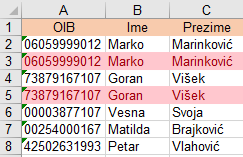 A B C
1 OIB Ime Prezime
2 06059999012 Marko Marinković
3 06059999012 Marko Marinković
4 73879167107 Goran Višek
5 73879167107 Goran Višek
6 00003877107 Vesna Svoja
7 00254000167 Matilda Brajković
8 42502631993 Petar Vlahović